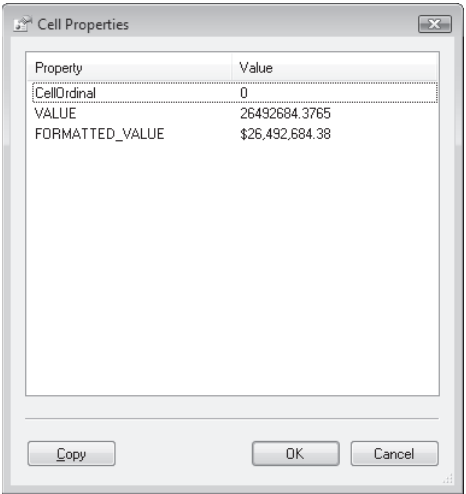 Cell Properties
Property Value
CellOrdinal 0
VALUE 26492684.3765
FORMATTED_VALUE $26,492,684.38
Copy OK Cancel